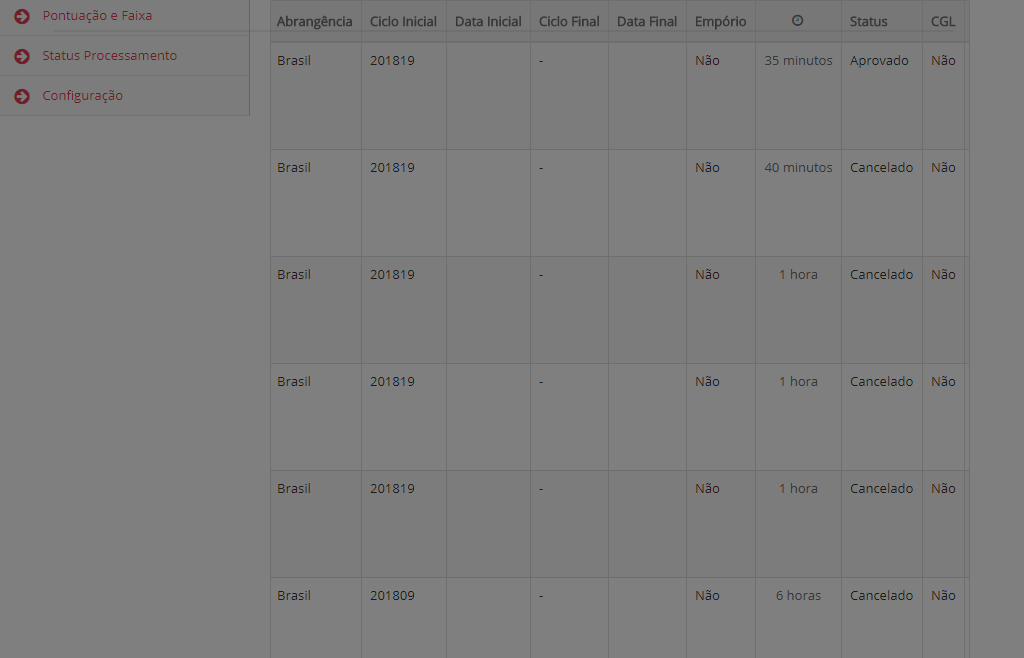 Pontuação e Faixa
Status Processamento
Configuração
Abrangência Ciclo Inicial Data Inicial Ciclo Final Data Final Empório Status CGL
Brasil 201819 - Não 35 minutos Aprovado Não
Brasil 201819 - Não 40 minutos Cancelado Não
Brasil 201819 - Não 1 hora Cancelado Não
Brasil 201819 - Não 1 hora Cancelado Não
Brasil 201819 - Não 1 hora Cancelado Não
Brasil 201809 - Não 6 horas Cancelado Não